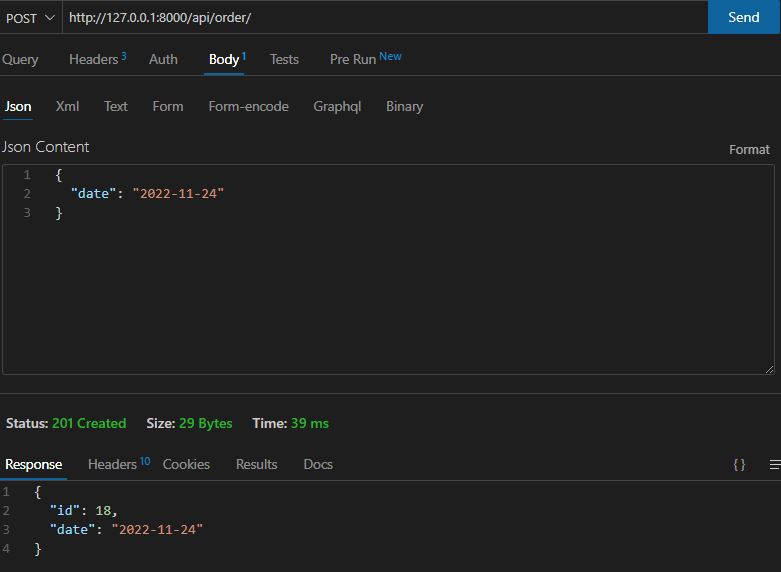 POST http://127.0.0.1:8000/api/order/ Send
Query Headers 3 Auth Body 1 Tests Pre Run New
Json Xml Text Form Form-encode Graphql Binary
Json Content
Format
1 {
2 "date": "2022-11-24"
3 }
Status: 201 Created Size: 29 Bytes Time: 39 ms
Response Headers 10 Cookies Results Docs {}
1 {
2 "id": 18,
3 "date": "2022-11-24"
4 }